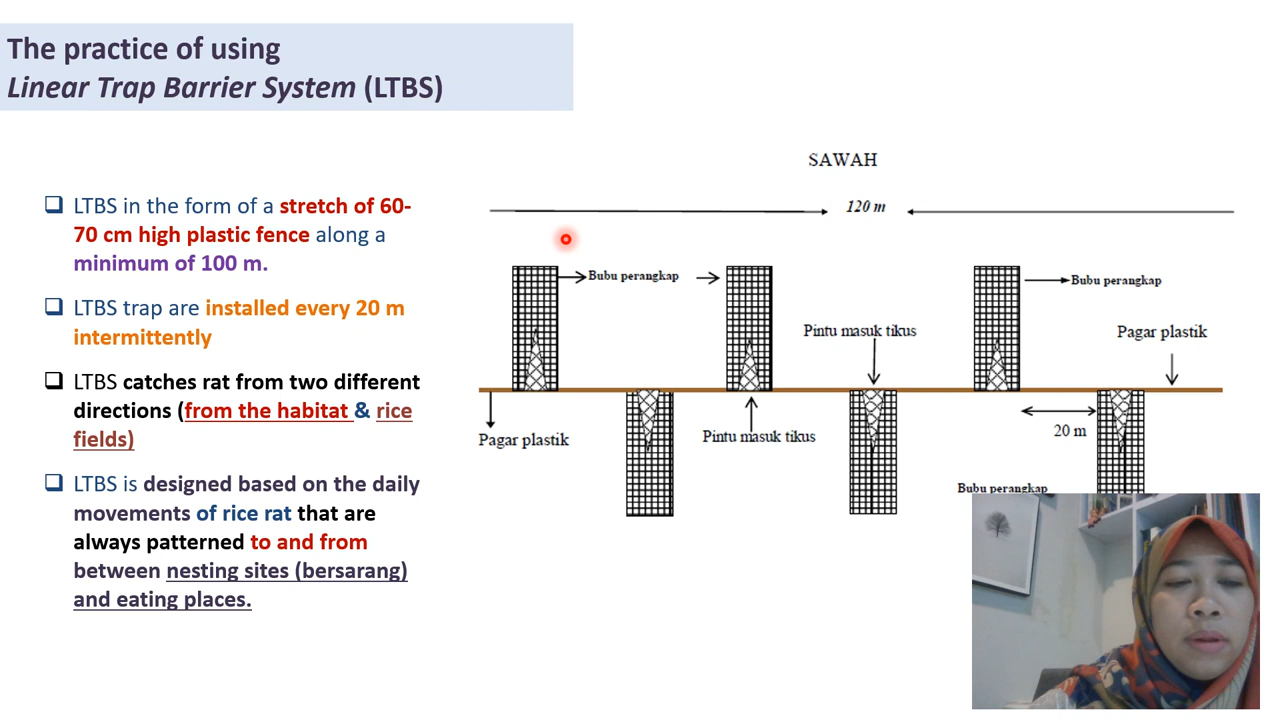 The practice of using
Linear Trap Barrier System (LTBS)
LTBS in the form of a stretch of 60-
70 cm high plastic fence along a
minimum of 100 m.
LTBS trap are installed every 20 m
intermittently
LTBS catches rat from two different
directions (from the habitat & rice
fields)
LTBS is designed based on the daily
movements of rice rat that are
always patterned to and from
between nesting sites (bersarang)
and eating places.
SAWAH
120 m
Bubu perangkap
Bubu perangkap
Pintu masuk tikus
Pagar plastik
Pagar plastik
Pintu masuk tikus
20 m
Bubu perangkap